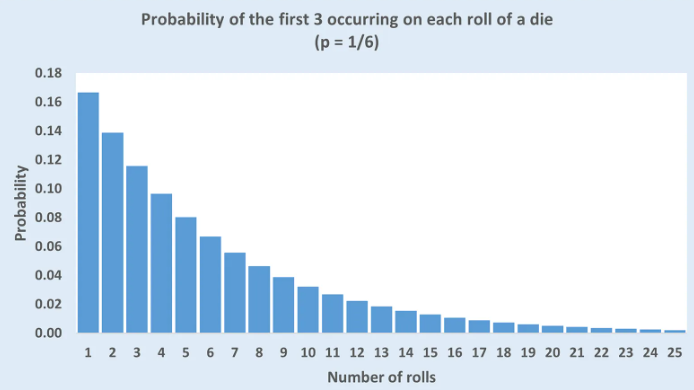 Probability of the first 3 occurring on each roll of a die
(p = 1/6)
0.18
0.16
0.14
0.12
0.10
0.08
0.06
0.04
0.02
0.00
Probability
1 2 3 4 5 6 7 8 9 10 11 12 13 14 15 16 17 18 19 20 21 22 23 24 25
Number of rolls